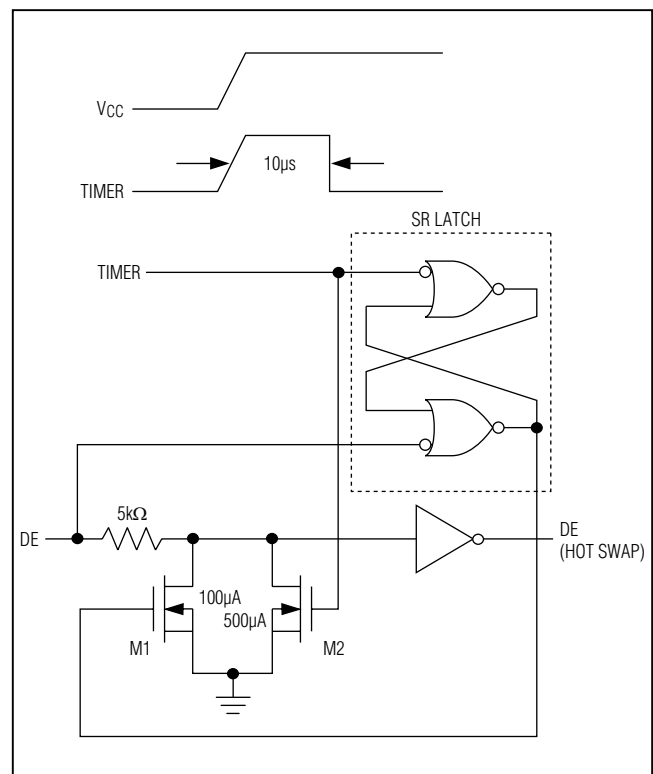 VCC
10µs
TIMER
SR LATCH
TIMER
5kΩ
DE
DE
(HOT SWAP)
100µA
500µA
M1
M2